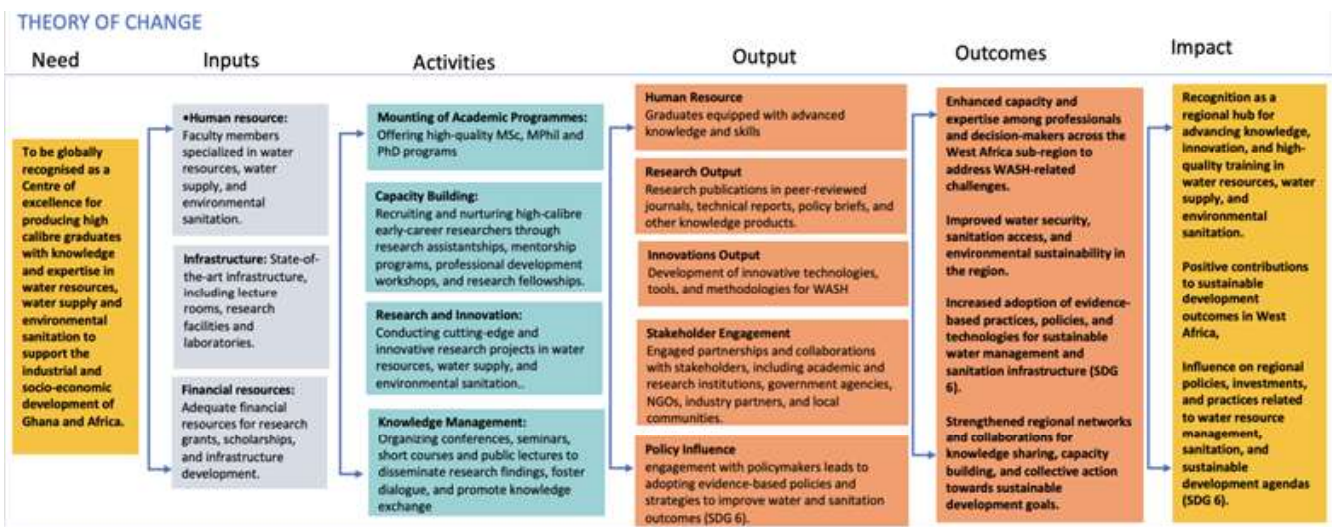 THEORY OF CHANGE
Need
Inputs
Activities
Output
Outcomes
Impact
To be globally
recognised as a
Centre of
excellence for
producing high
calibre graduates
with knowledge
and expertise in
water resources,
water supply and
environmental
sanitation to
support the
industrial and
socio-economic
development of
Ghana and Africa.
•Human resource:
Faculty members
specialized in water
resources, water
supply, and
environmental
sanitation.
Infrastructure: State-of-
the-art infrastructure,
including lecture
rooms, research
facilities and
laboratories.
Financial resources:
Adequate financial
resources for research
grants, scholarships,
and infrastructure
development.
Mounting of Academic Programmes:
Offering high-quality MSc, MPhil and
PhD programs
Capacity Building:
Recruiting and nurturing high-calibre
early-career researchers through
research assistantships, mentorship
programs, professional development
workshops, and research fellowships.
Research and Innovation:
Conducting cutting-edge and
innovative research projects in water
resources, water supply, and
environmental sanitation..
Knowledge Management:
Organizing conferences, seminars,
short courses and public lectures to
disseminate research findings, foster
dialogue, and promote knowledge
exchange
Human Resource
Graduates equipped with advanced
knowledge and skills
Research Output
Research publications in peer-reviewed
journals, technical reports, policy briefs, and
other knowledge products.
Innovations Output
Development of innovative technologies,
tools, and methodologies for WASH
Stakeholder Engagement
Engaged partnerships and collaborations
with stakeholders, including academic and
research institutions, government agencies,
NGOs, industry partners, and local
communities.
Policy Influence
engagement with policymakers leads to
adopting evidence-based policies and
strategies to improve water and sanitation
outcomes (SDG 6).
Enhanced capacity and
expertise among professionals
and decision-makers across the
West Africa sub-region to
address WASH-related
challenges.
Improved water security,
sanitation access, and
environmental sustainability in
the region.
Increased adoption of evidence-
based practices, policies, and
technologies for sustainable
water management and
sanitation infrastructure (SDG
6).
Strengthened regional networks
and collaborations for
knowledge sharing, capacity
building, and collective action
towards sustainable
development goals.
Recognition as a
regional hub for
advancing knowledge,
innovation, and high-
quality training in
water resources, water
supply, and
environmental
sanitation.
Positive contributions
to sustainable
development
outcomes in West
Africa,
Influence on regional
policies, investments,
and practices related
to water resource
management,
sanitation, and
sustainable
development agendas
(SDG 6).